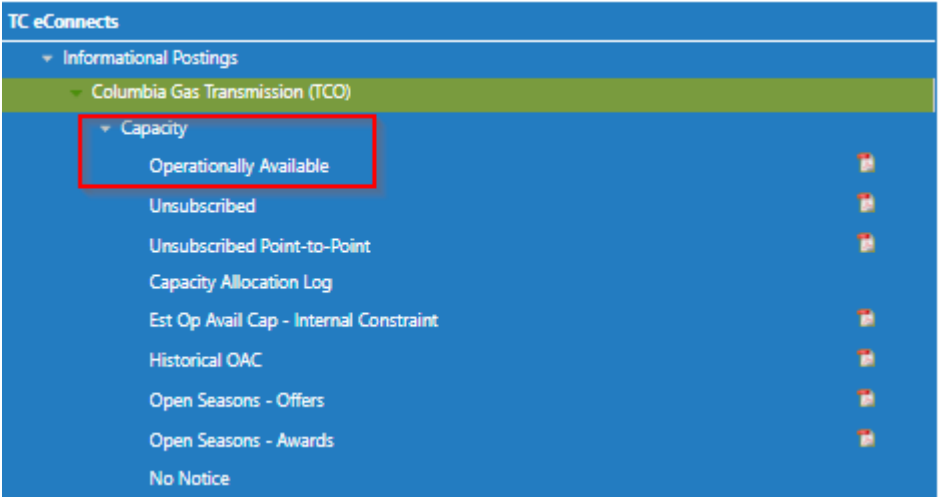 TC eConnects
Informational Postings
Columbia Gas Transmission (TCO)
Capacity
Operationally Available
Unsubscribed
Unsubscribed Point-to-Point
Capacity Allocation Log
Est Op Avail Cap - Internal Constraint
Historical OAC
Open Seasons - Offers
Open Seasons - Awards
No Notice